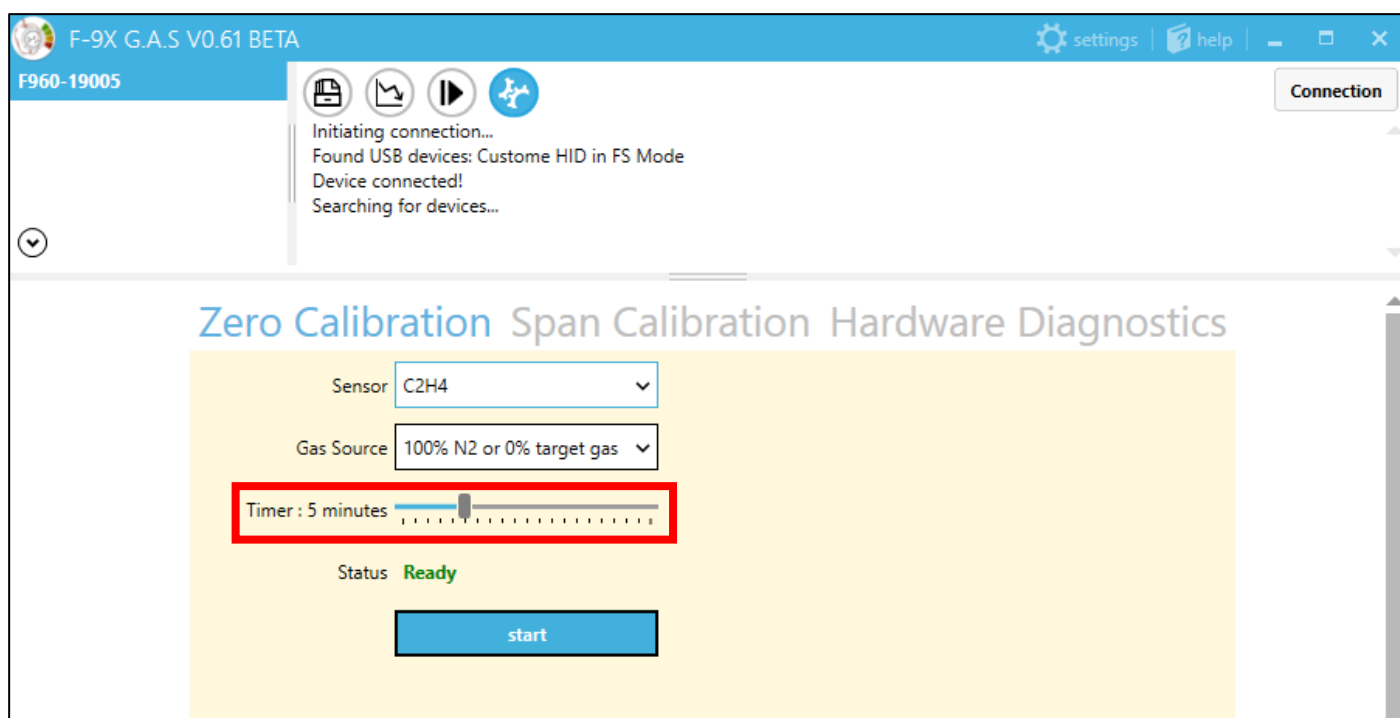 F-9X G.A.S V0.61 BETA
settings
help
F960-19005
Connection
Initiating connection...
Found USB devices: Custome HID in FS Mode
Device connected!
Searching for devices...
Zero Calibration Span Calibration Hardware Diagnostics
Sensor C2H4
Gas Source 100% N2 or 0% target gas
Timer : 5 minutes
Status Ready
start